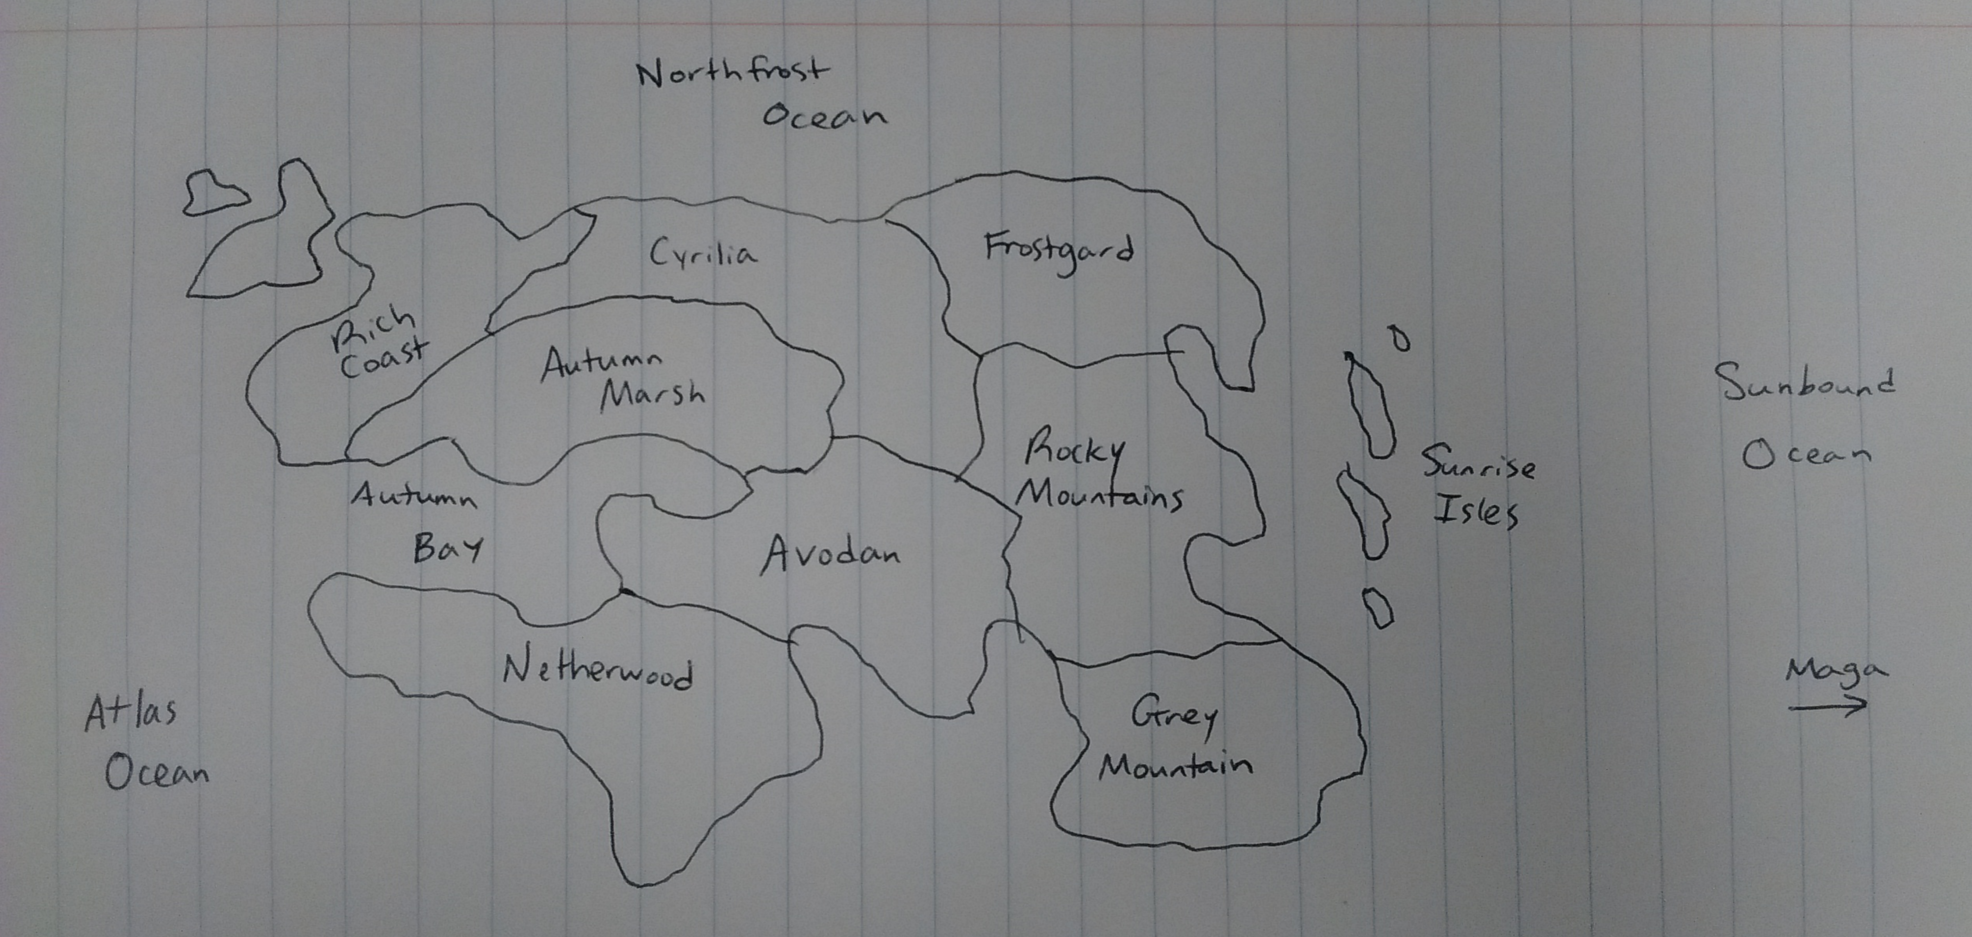 Northfrost
Ocean
Cyrilia
Frostgard
Rich
Coast
Autumn
Marsh
Sunbound
Ocean
Rocky
Mountains
Sunrise
Isles
Autumn
Bay
Avodan
Netherwood
Maga
Atlas
Ocean
Grey
Mountain